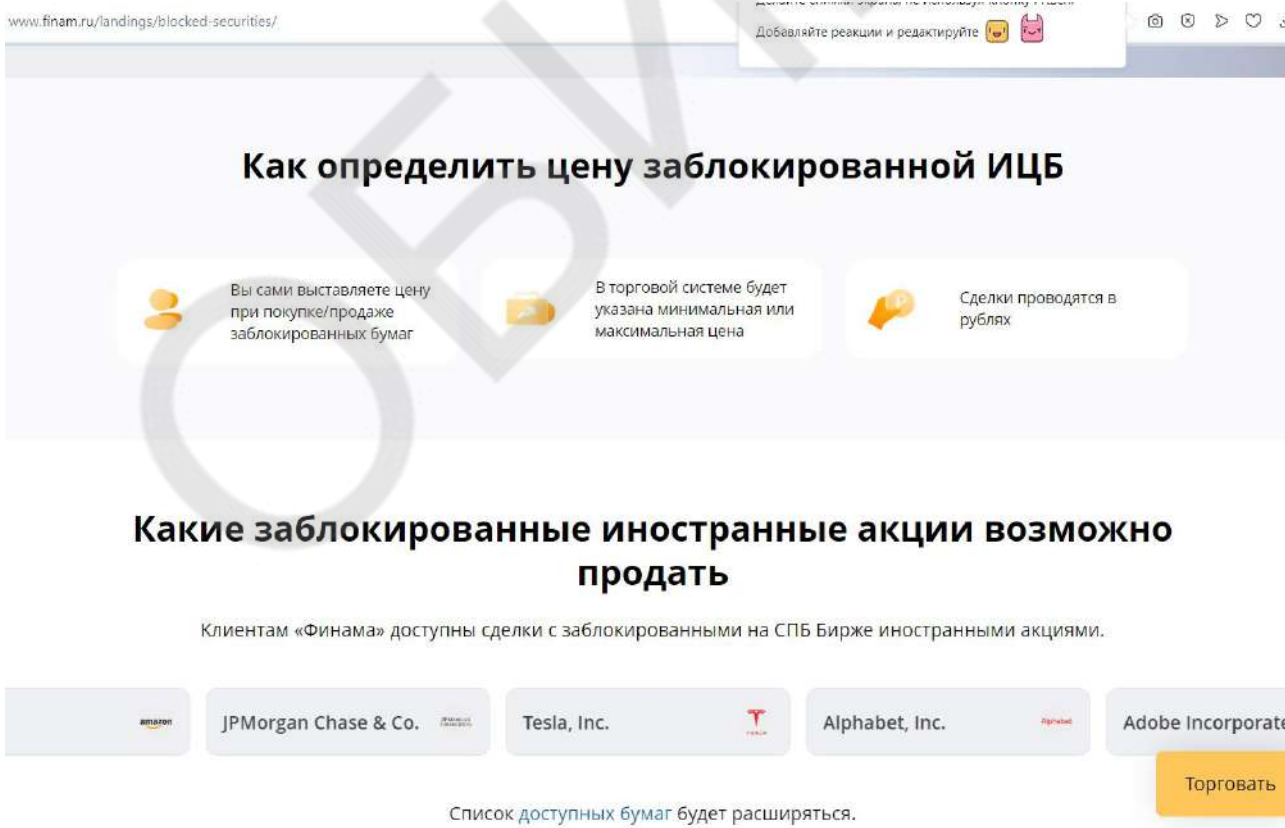 www.finam.ru/landings/blocked-securities/
Добавляйте реакции и редактируйте
Как определить цену заблокированной ИЦБ
Вы сами выставляете цену
при покупке/продаже
заблокированных бумаг
В торговой системе будет
указана минимальная или
максимальная цена
Сделки проводятся в
рублях
Какие заблокированные иностранные акции возможно
продать
Клиентам «Финама» доступны сделки с заблокированными на СПБ Бирже иностранными акциями.
amazon
JPMorgan Chase & Co.
Tesla, Inc.
TESLA
Alphabet, Inc.
Alphabet
Adobe Incorporate
Торговать
Список доступных бумаг будет расширяться.